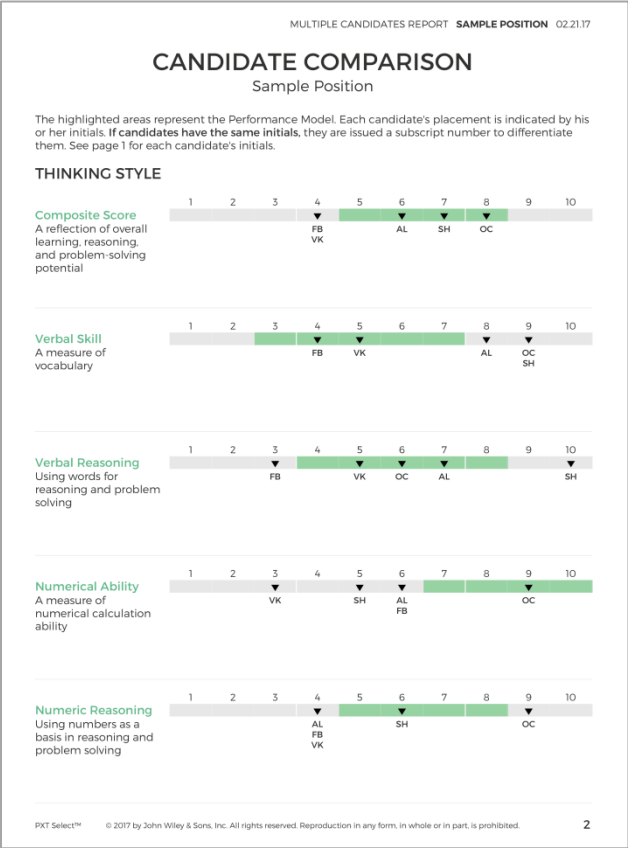 MULTIPLE CANDIDATES REPORT SAMPLE POSITION 02.21.17
CANDIDATE COMPARISON
Sample Position
The highlighted areas represent the Performance Model. Each candidate's placement is indicated by his
or her initials. If candidates have the same initials, they are issued a subscript number to differentiate
them. See page 1 for each candidate's initials.
THINKING STYLE
1 2 3 4 5 6 7 8 9 10
Composite Score
A reflection of overall
learning, reasoning,
and problem-solving
potential
FB AL SH OC
VK
1 2 3 4 5 6 7 8 9 10
Verbal Skill
A measure of
vocabulary
FB VK AL OC
SH
1 2 3 4 5 6 7 8 9 10
Verbal Reasoning
Using words for
reasoning and problem
solving
FB VK OC AL SH
1 2 3 4 5 6 7 8 9 10
Numerical Ability
A measure of
numerical calculation
ability
VK SH AL OC
FB
1 2 3 4 5 6 7 8 9 10
Numeric Reasoning
Using numbers as a
basis in reasoning and
problem solving
AL SH OC
FB
VK
PXT Select™ © 2017 by John Wiley & Sons, Inc. All rights reserved. Reproduction in any form, in whole or in part, is prohibited. 2